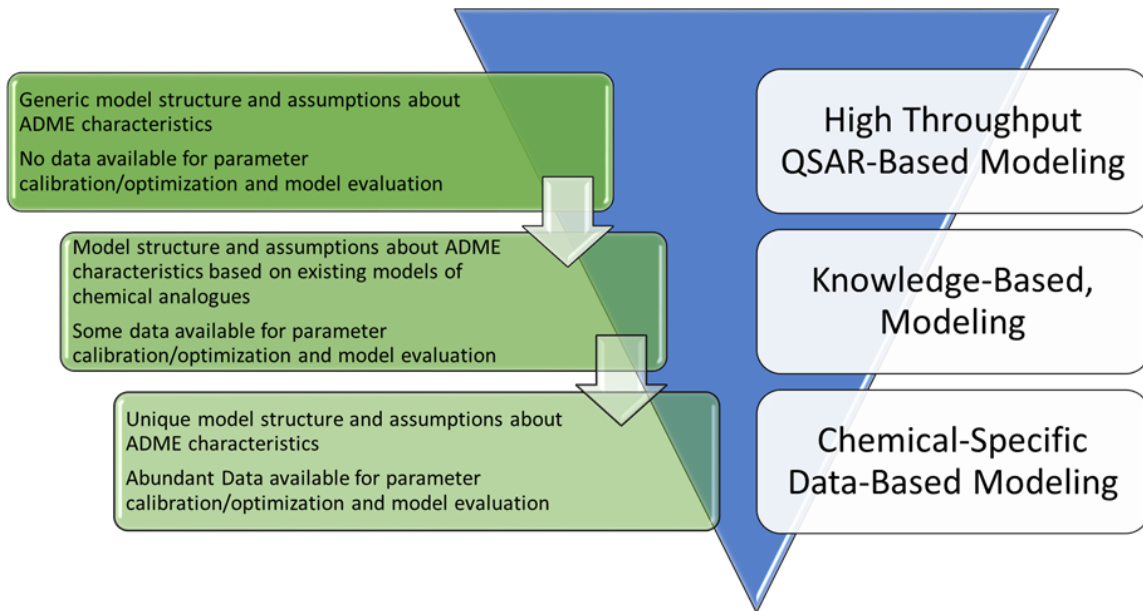 Generic model structure and assumptions about
ADME characteristics
No data available for parameter
calibration/optimization and model evaluation
High Throughput
QSAR-Based Modeling
Model structure and assumptions about ADME
characteristics based on existing models of
chemical analogues
Some data available for parameter
calibration/optimization and model evaluation
Knowledge-Based,
Modeling
Unique model structure and assumptions about
ADME characteristics
Abundant Data available for parameter
calibration/optimization and model evaluation
Chemical-Specific
Data-Based Modeling